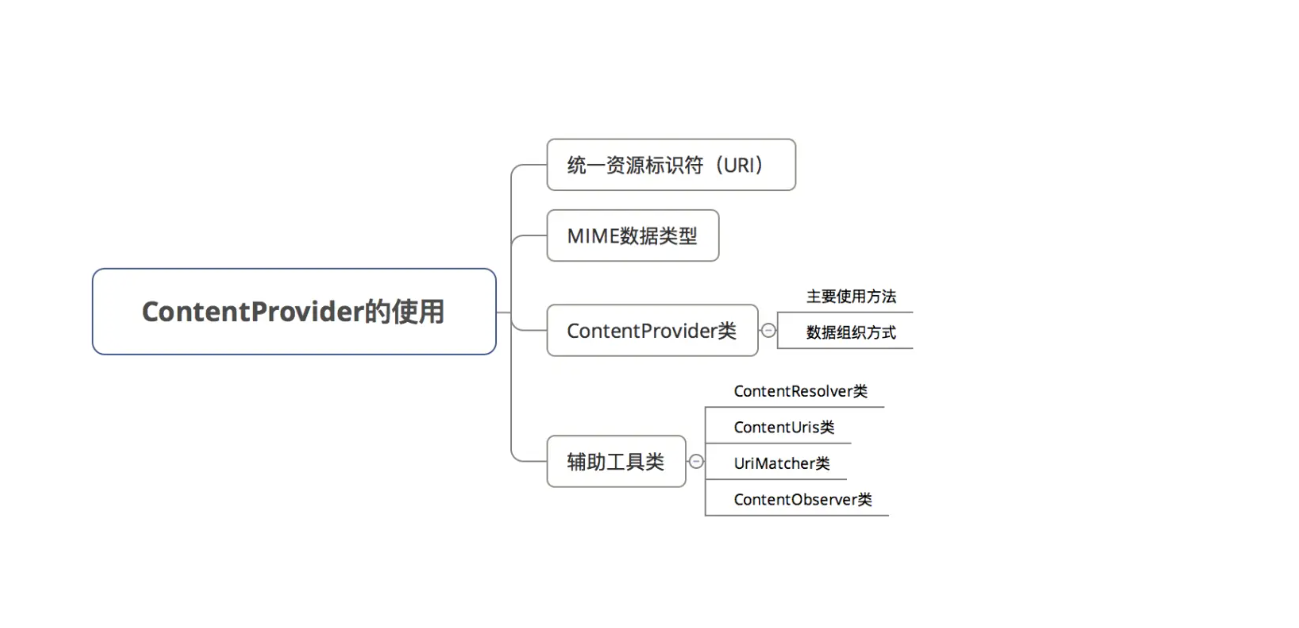 ContentProvider的使用
统一资源标识符（URI）
MIME数据类型
ContentProvider类
主要使用方法
数据组织方式
辅助工具类
ContentResolver类
ContentUris类
UriMatcher类
ContentObserver类